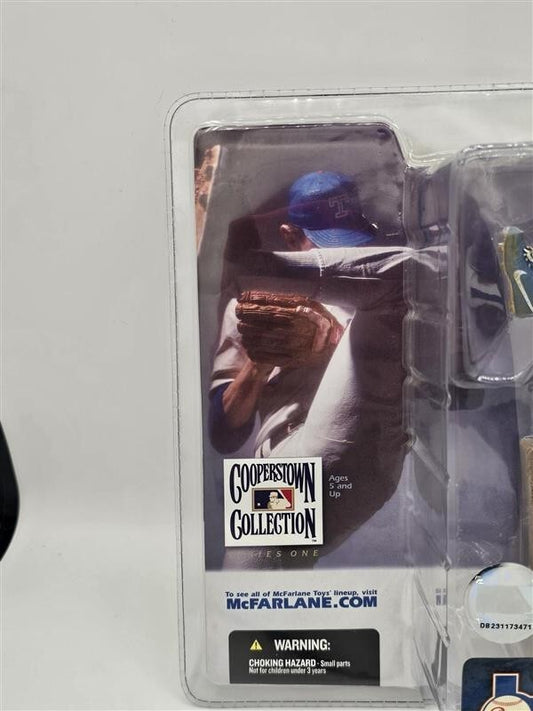 T
COOPERSTOWN
COLLECTION
™
SERIES ONE
Ages
5 and
Up
To see all of McFarlane Toys' lineup, visit
McFARLANE.COM
WARNING:
CHOKING HAZARD - Small parts
Not for children under 3 years
DB231173471